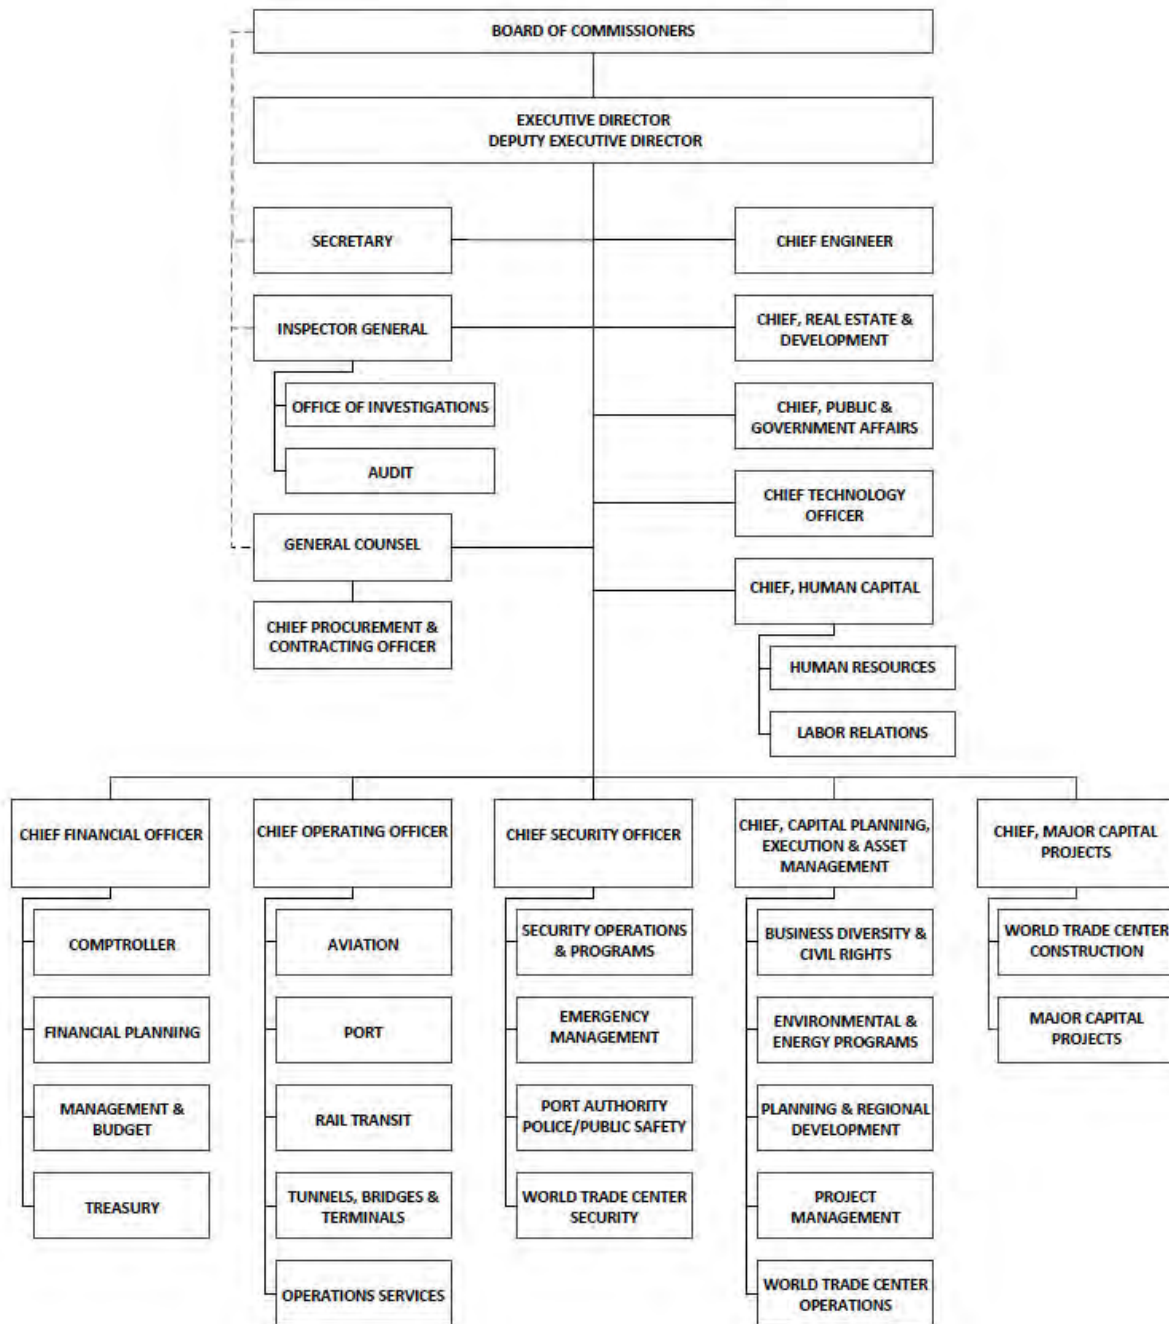 BOARD OF COMMISSIONERS
EXECUTIVE DIRECTOR
DEPUTY EXECUTIVE DIRECTOR
SECRETARY
CHIEF ENGINEER
INSPECTOR GENERAL
CHIEF, REAL ESTATE &
DEVELOPMENT
OFFICE OF INVESTIGATIONS
AUDIT
CHIEF, PUBLIC &
GOVERNMENT AFFAIRS
CHIEF TECHNOLOGY
OFFICER
GENERAL COUNSEL
CHIEF PROCUREMENT &
CONTRACTING OFFICER
CHIEF, HUMAN CAPITAL
HUMAN RESOURCES
LABOR RELATIONS
CHIEF FINANCIAL OFFICER
COMPTROLLER
FINANCIAL PLANNING
MANAGEMENT &
BUDGET
TREASURY
CHIEF OPERATING OFFICER
AVIATION
PORT
RAIL TRANSIT
TUNNELS, BRIDGES &
TERMINALS
OPERATIONS SERVICES
CHIEF SECURITY OFFICER
SECURITY OPERATIONS
& PROGRAMS
EMERGENCY
MANAGEMENT
PORT AUTHORITY
POLICE/PUBLIC SAFETY
WORLD TRADE CENTER
SECURITY
CHIEF, CAPITAL PLANNING,
EXECUTION & ASSET
MANAGEMENT
BUSINESS DIVERSITY &
CIVIL RIGHTS
ENVIRONMENTAL &
ENERGY PROGRAMS
PLANNING & REGIONAL
DEVELOPMENT
PROJECT
MANAGEMENT
WORLD TRADE CENTER
OPERATIONS
CHIEF, MAJOR CAPITAL
PROJECTS
WORLD TRADE CENTER
CONSTRUCTION
MAJOR CAPITAL
PROJECTS